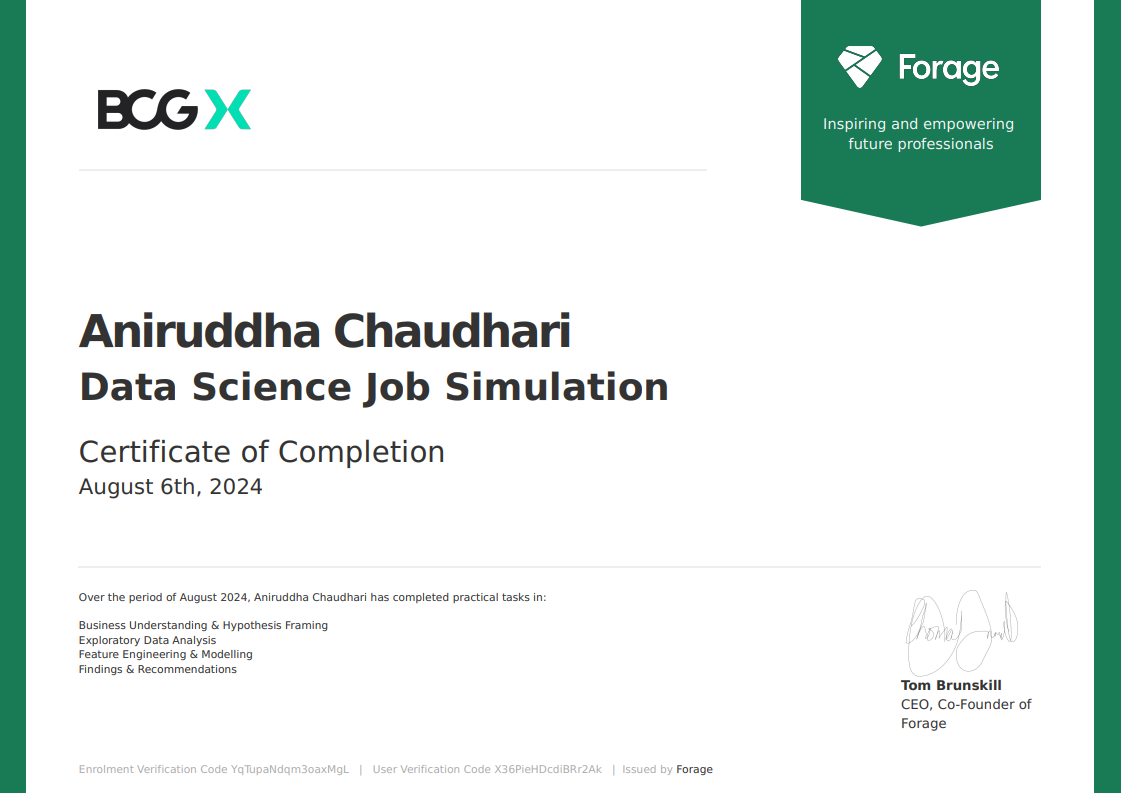 BCG X
Forage
Inspiring and empowering
future professionals
Aniruddha Chaudhari
Data Science Job Simulation
Certificate of Completion
August 6th, 2024
Over the period of August 2024, Aniruddha Chaudhari has completed practical tasks in:
Business Understanding & Hypothesis Framing
Exploratory Data Analysis
Feature Engineering & Modelling
Findings & Recommendations
Tom Brunskill
CEO, Co-Founder of
Forage
Enrolment Verification Code YqTupaNdqm3oaxMgL | User Verification Code X36PieHDcdiBRr2Ak | Issued by Forage